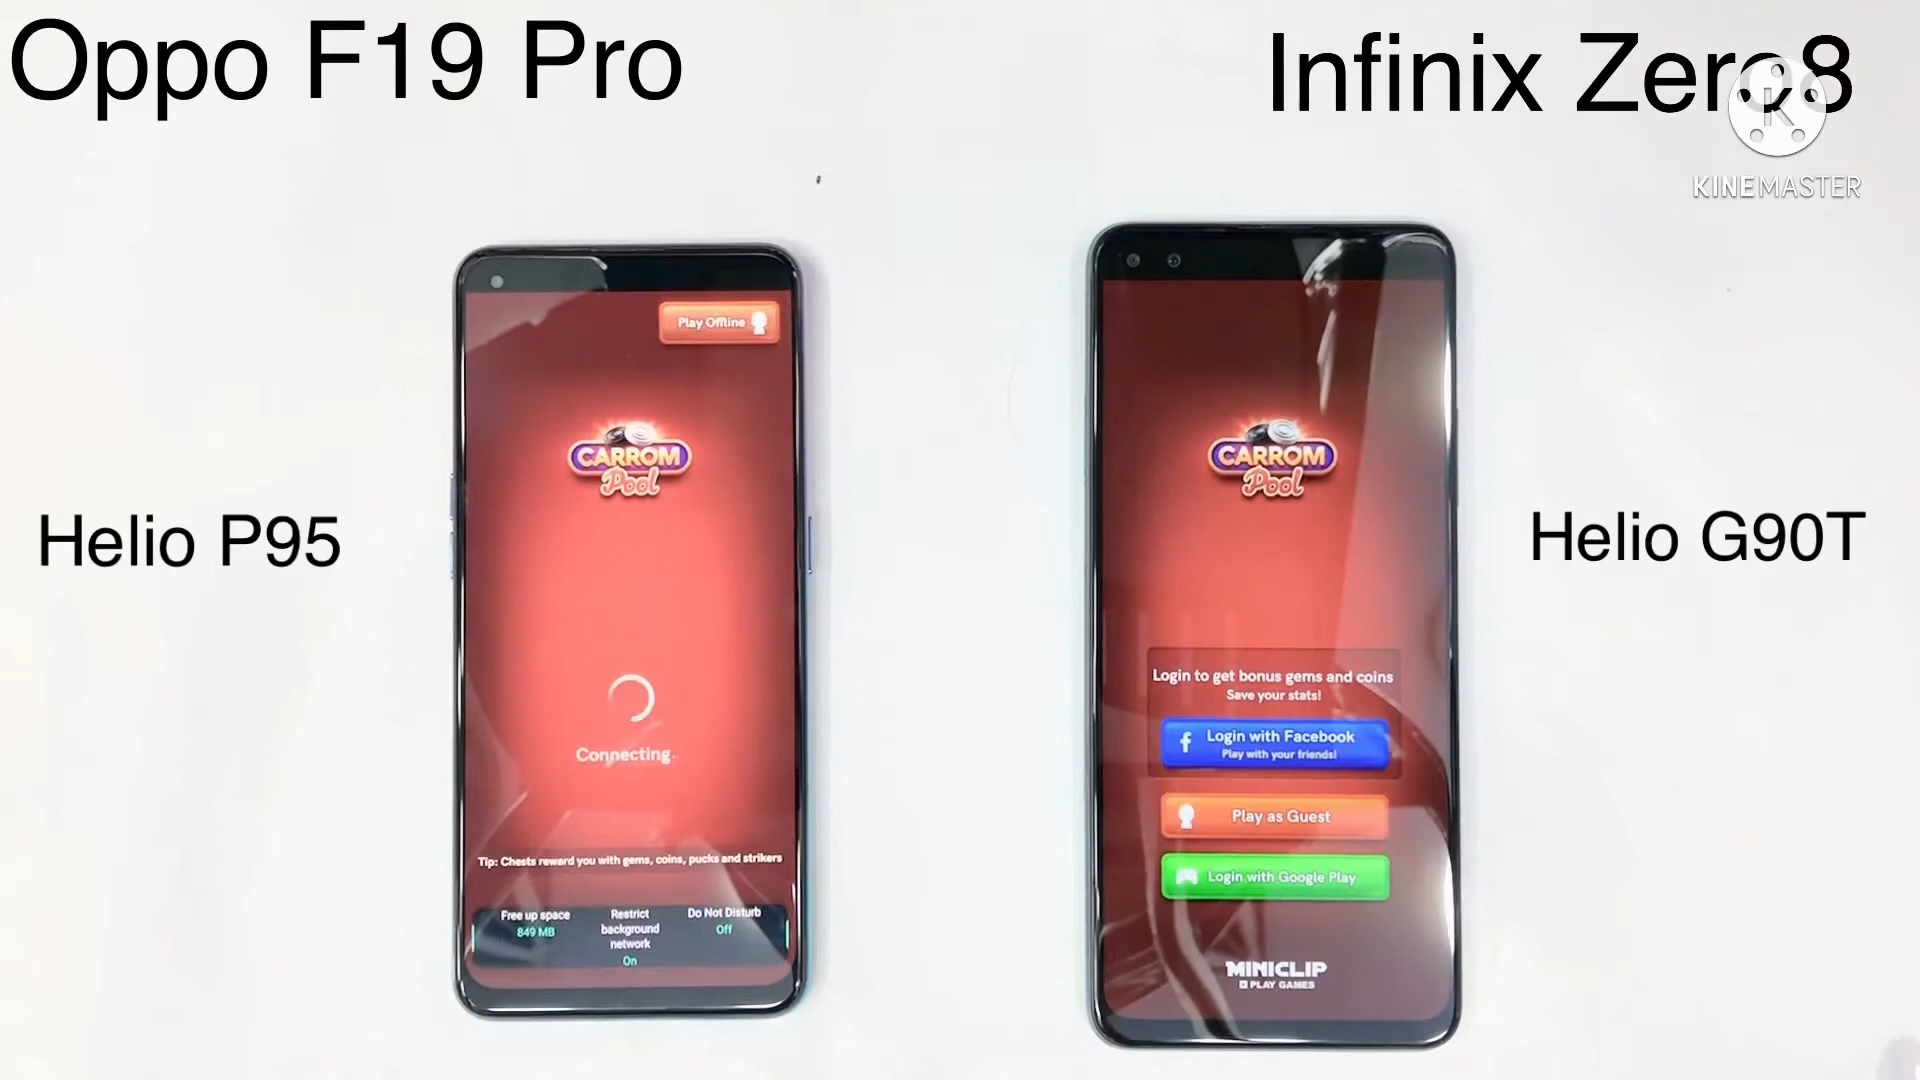 Oppo F19 Pro
Infinix Zero8
KINEMASTER
Helio P95
Helio G90T
Play Offline
CARROM
Pool
Connecting..
Tip: Chests reward you with gems, coins, pucks and strikers
Free up space
849 MB
Restrict
background
network
On
Do Not Disturb
Off
CARROM
Pool
Login to get bonus gems and coins
Save your stats!
f Login with Facebook
Play with your friends!
Play as Guest
Login with Google Play
MINICLIP
PLAY GAMES